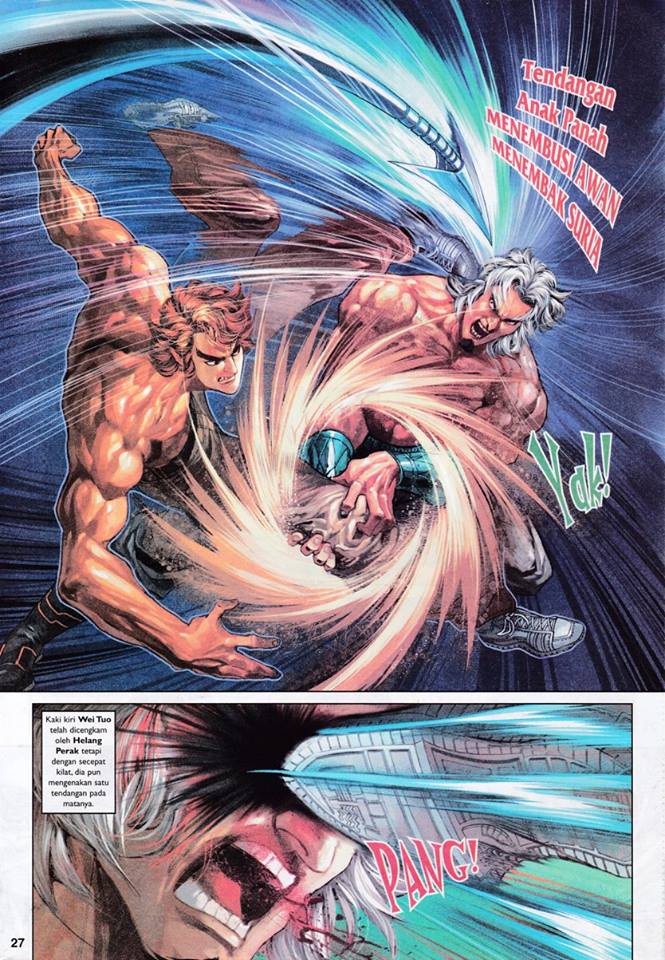 Tendangan
Anak Panah
MENEMBUSI AWAN
MENEMBAK SURIA
Yak!
Kaki kiri Wei Tuo
telah dicengkam
oleh Helang
Perak tetapi
dengan secepat
kilat, dia pun
mengenakan satu
tendangan pada
matanya.
PANG!
27